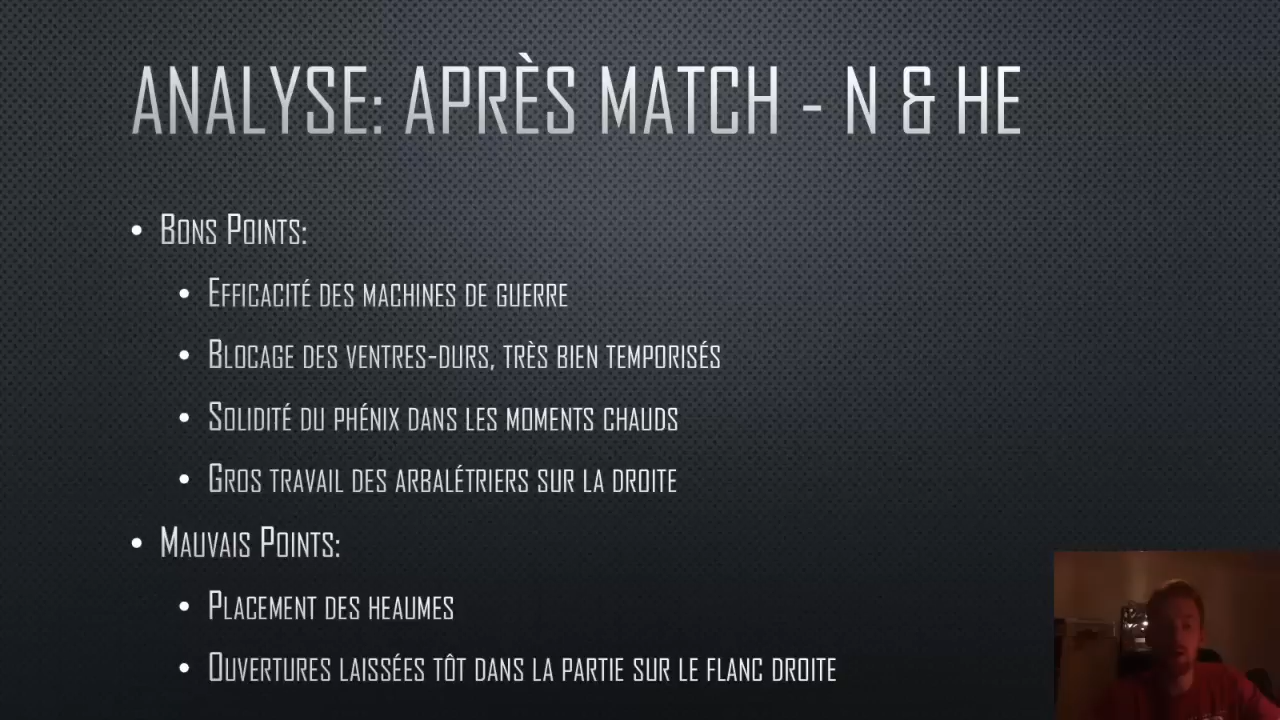 ANALYSE: APRÈS MATCH - N & HE
• BONS POINTS:
• EFFICACITÉ DES MACHINES DE GUERRE
• BLOCAGE DES VENTRES-DURS, TRÈS BIEN TEMPORISÉS
• SOLIDITÉ DU PHÉNIX DANS LES MOMENTS CHAUDS
• GROS TRAVAIL DES ARBALÉTRIERS SUR LA DROITE
• MAUVAIS POINTS:
• PLACEMENT DES HEAUMES
• OUVERTURES LAISSÉES TÔT DANS LA PARTIE SUR LE FLANC DROITE